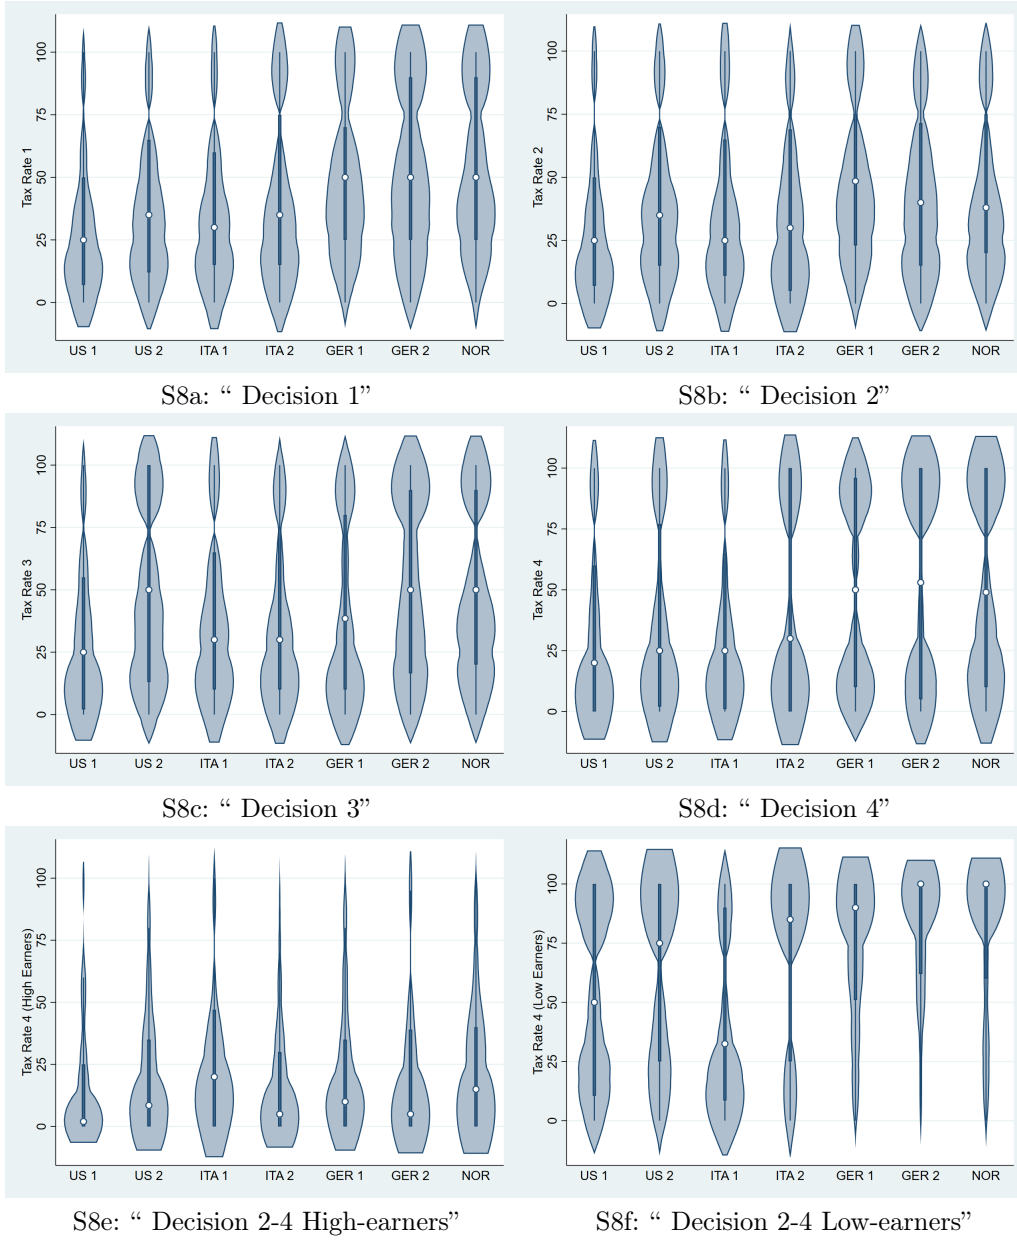 Tax Rate 1
100
75
50
25
0
US 1 US 2 ITA 1 ITA 2 GER 1 GER 2 NOR
S8a: “ Decision 1”
Tax Rate 2
100
75
50
25
0
US 1 US 2 ITA 1 ITA 2 GER 1 GER 2 NOR
S8b: “ Decision 2”
Tax Rate 3
100
75
50
25
0
US 1 US 2 ITA 1 ITA 2 GER 1 GER 2 NOR
S8c: “ Decision 3”
Tax Rate 4
100
75
50
25
0
US 1 US 2 ITA 1 ITA 2 GER 1 GER 2 NOR
S8d: “ Decision 4”
Tax Rate 4 (High Earners)
100
75
50
25
0
US 1 US 2 ITA 1 ITA 2 GER 1 GER 2 NOR
S8e: “ Decision 2-4 High-earners”
Tax Rate 4 (Low Earners)
100
75
50
25
0
US 1 US 2 ITA 1 ITA 2 GER 1 GER 2 NOR
S8f: “ Decision 2-4 Low-earners”